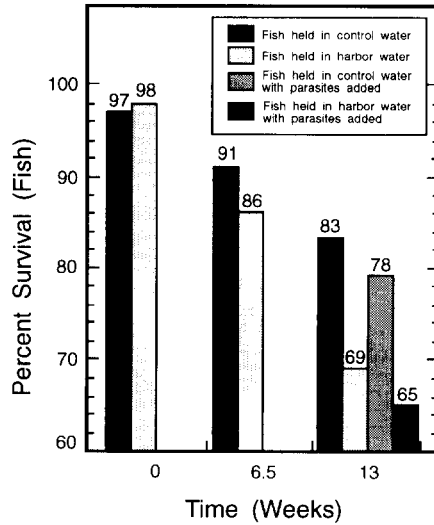 Fish held in control water
Fish held in harbor water
Fish held in control water
with parasites added
Fish held in harbor water
with parasites added
Percent Survival (Fish)
100
90
80
70
60
97 98
91
86
83
69
78
65
0 6.5 13
Time (Weeks)